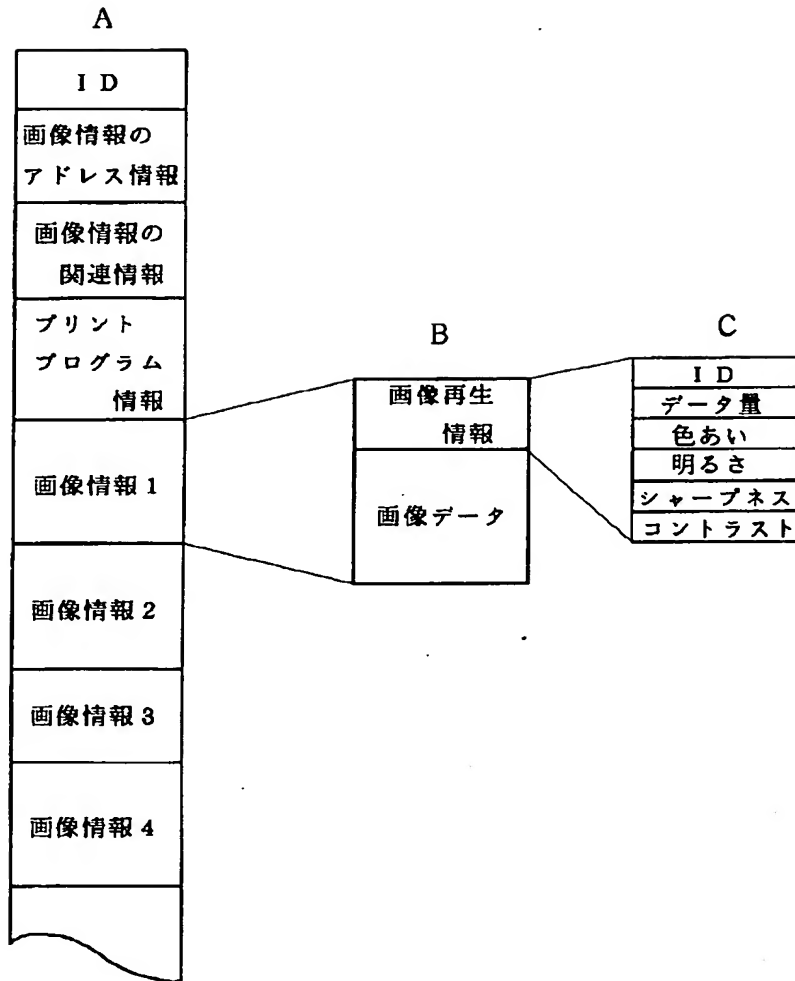 A
I D
画像情報の
アドレス情報
画像情報の
関連情報
プリント
プログラム
情報
画像情報1
画像情報2
画像情報3
画像情報4
B
画像再生
情報
画像データ
C
I D
データ量
色あい
明るさ
シャープネス
コントラスト